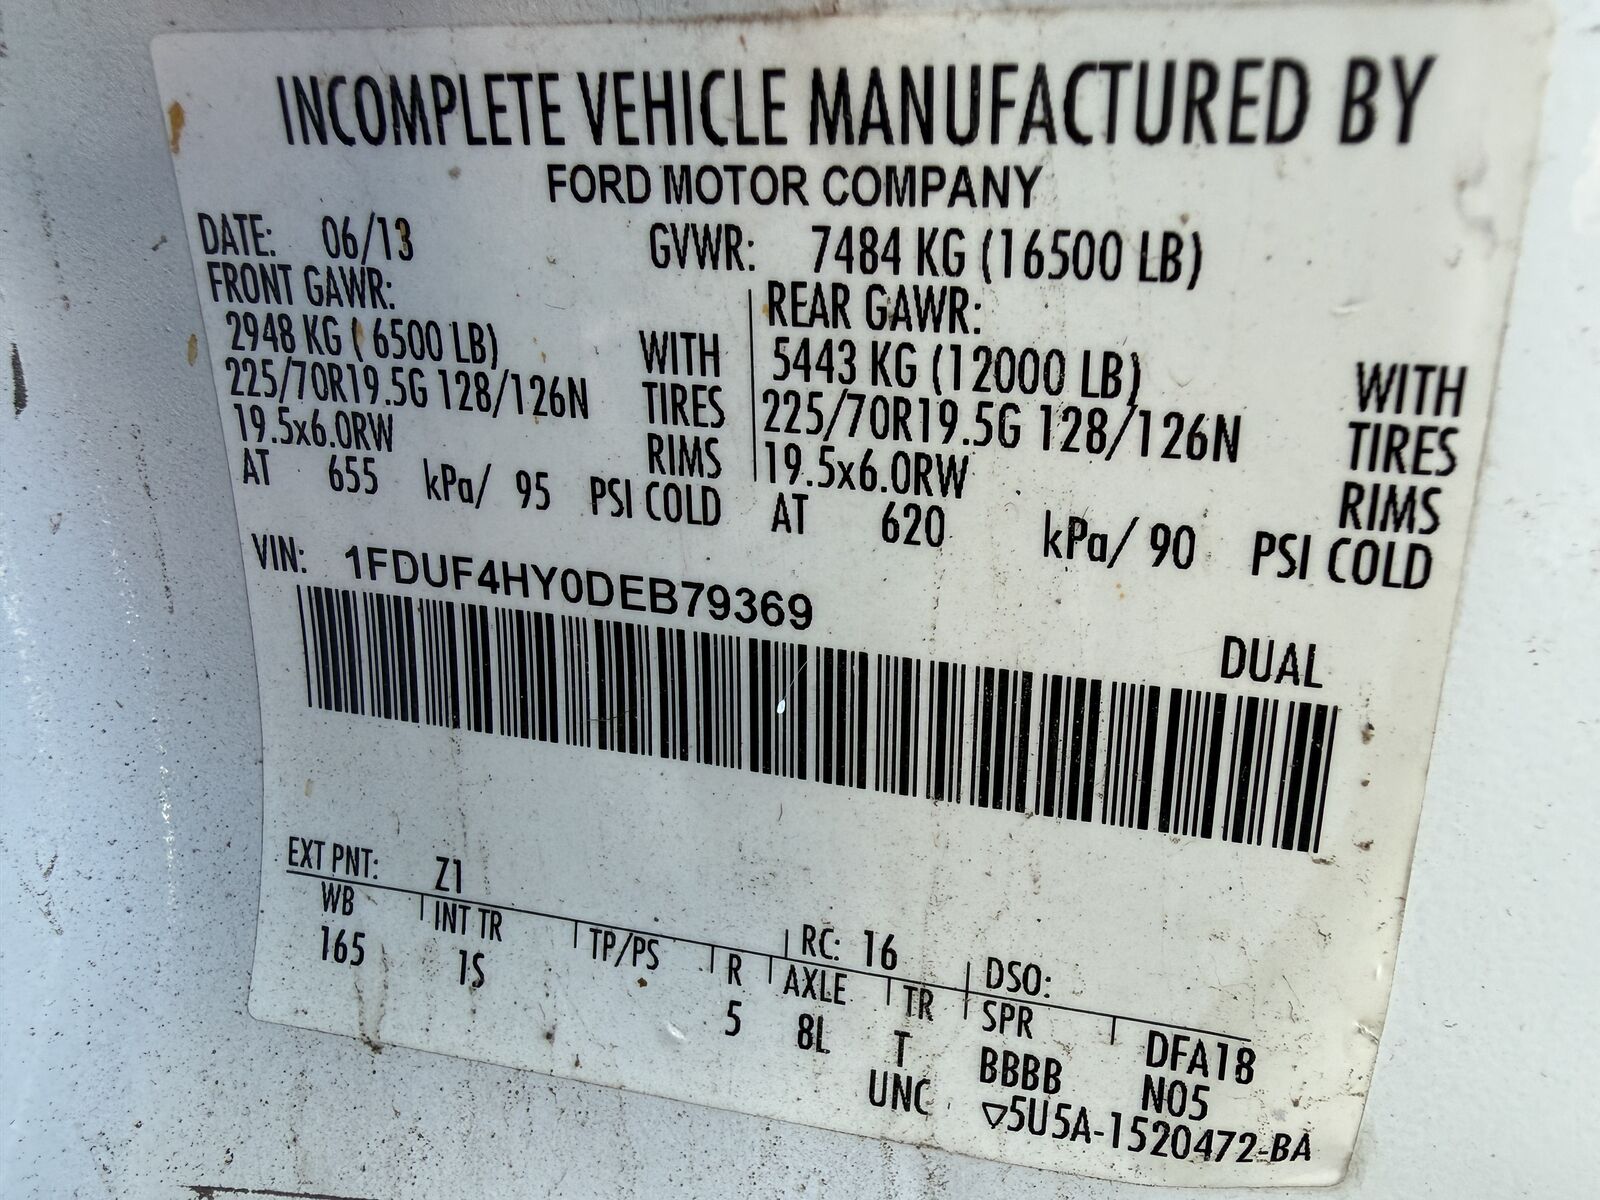 INCOMPLETE VEHICLE MANUFACTURED BY
FORD MOTOR COMPANY
DATE: 06/13 GVWR: 7484 KG (16500 LB)
FRONT GAWR: REAR GAWR:
2948 KG ( 6500 LB) WITH 5443 KG (12000 LB) WITH
225/70R19.5G 128/126N TIRES 225/70R19.5G 128/126N TIRES
19.5x6.0RW RIMS 19.5x6.0RW RIMS
AT 655 kPa/ 95 PSI COLD AT 620 kPa/ 90 PSI COLD
VIN: 1FDUF4HY0DEB79369
DUAL
EXT PNT: Z1 RC: 16 DSO:
WB INT TR TP/PS R AXLE TR SPR DFA18
165 1S 5 8L T BBBB N05
UNC ▽5U5A-1520472-BA